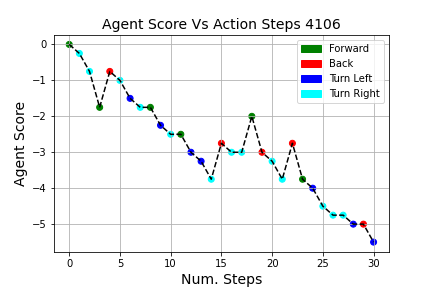 Agent Score Vs Action Steps 4106
Agent Score
0
−1
−2
−3
−4
−5
Forward
Back
Turn Left
Turn Right
0 5 10 15 20 25 30
Num. Steps